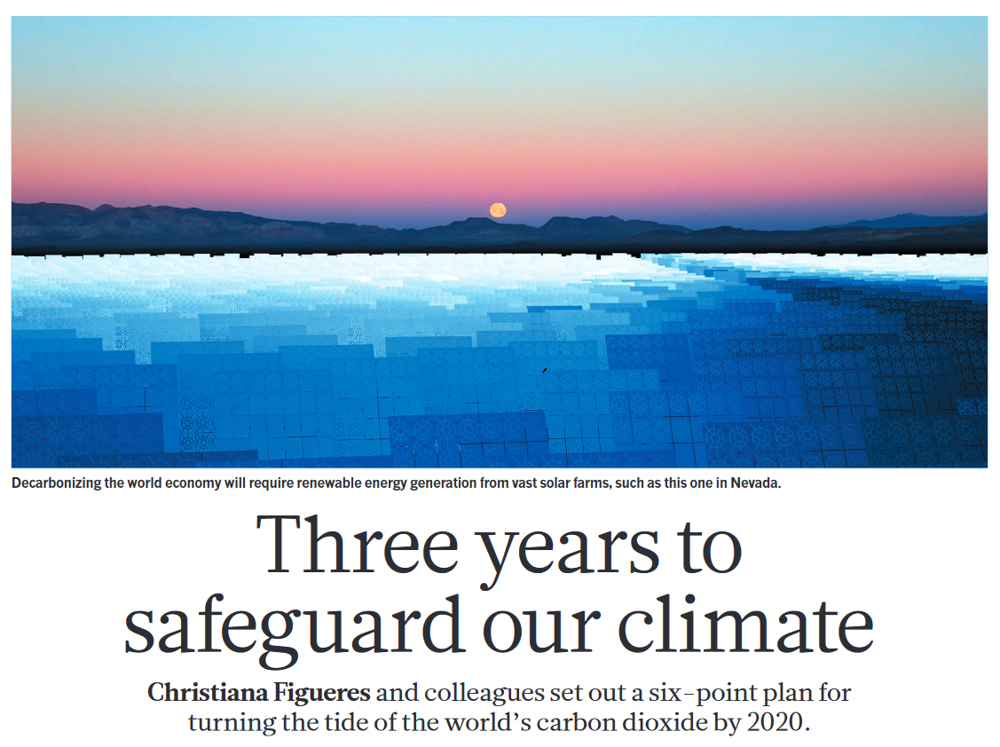 Decarbonizing the world economy will require renewable energy generation from vast solar farms, such as this one in Nevada.
Three years to
safeguard our climate
Christiana Figueres and colleagues set out a six-point plan for
turning the tide of the world’s carbon dioxide by 2020.